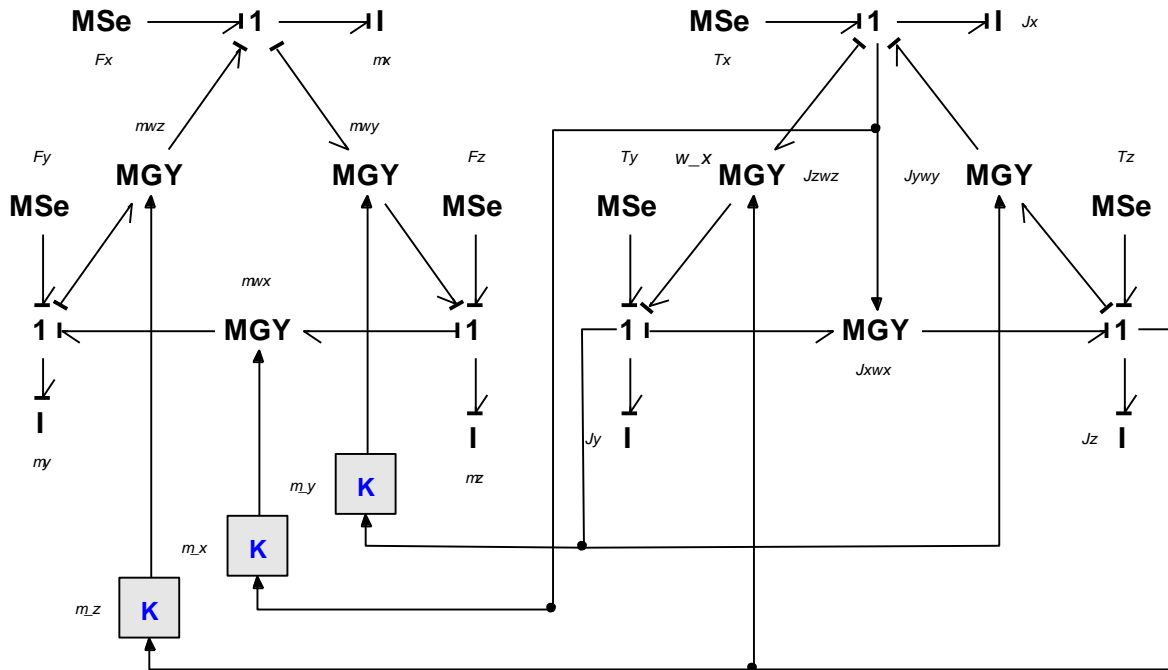 MSe 1 I MSe 1 I Jx
Fx mx Tx
mwz mwy
Fy Fz Ty w_x Tz
MGY MGY MGY Jzwz Jywy MGY
MSe MSe MSe MSe
mwx
1 MGY 1 1 MGY 1
Jxwx
I I Jy I Jz I
my mz
m_y K
m_x K
m_z K